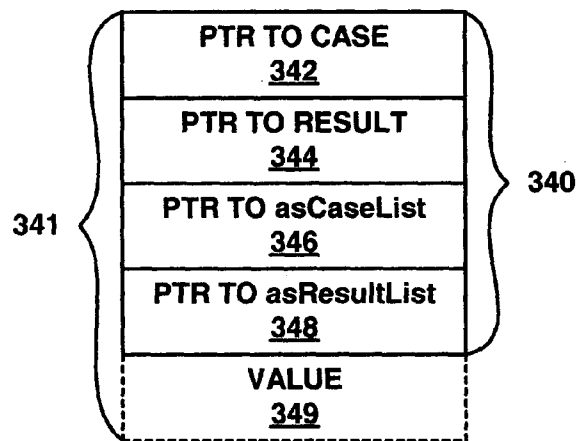 PTR TO CASE
342
PTR TO RESULT
344
340
PTR TO asCaseList
341
346
PTR TO asResultList
348
VALUE
349